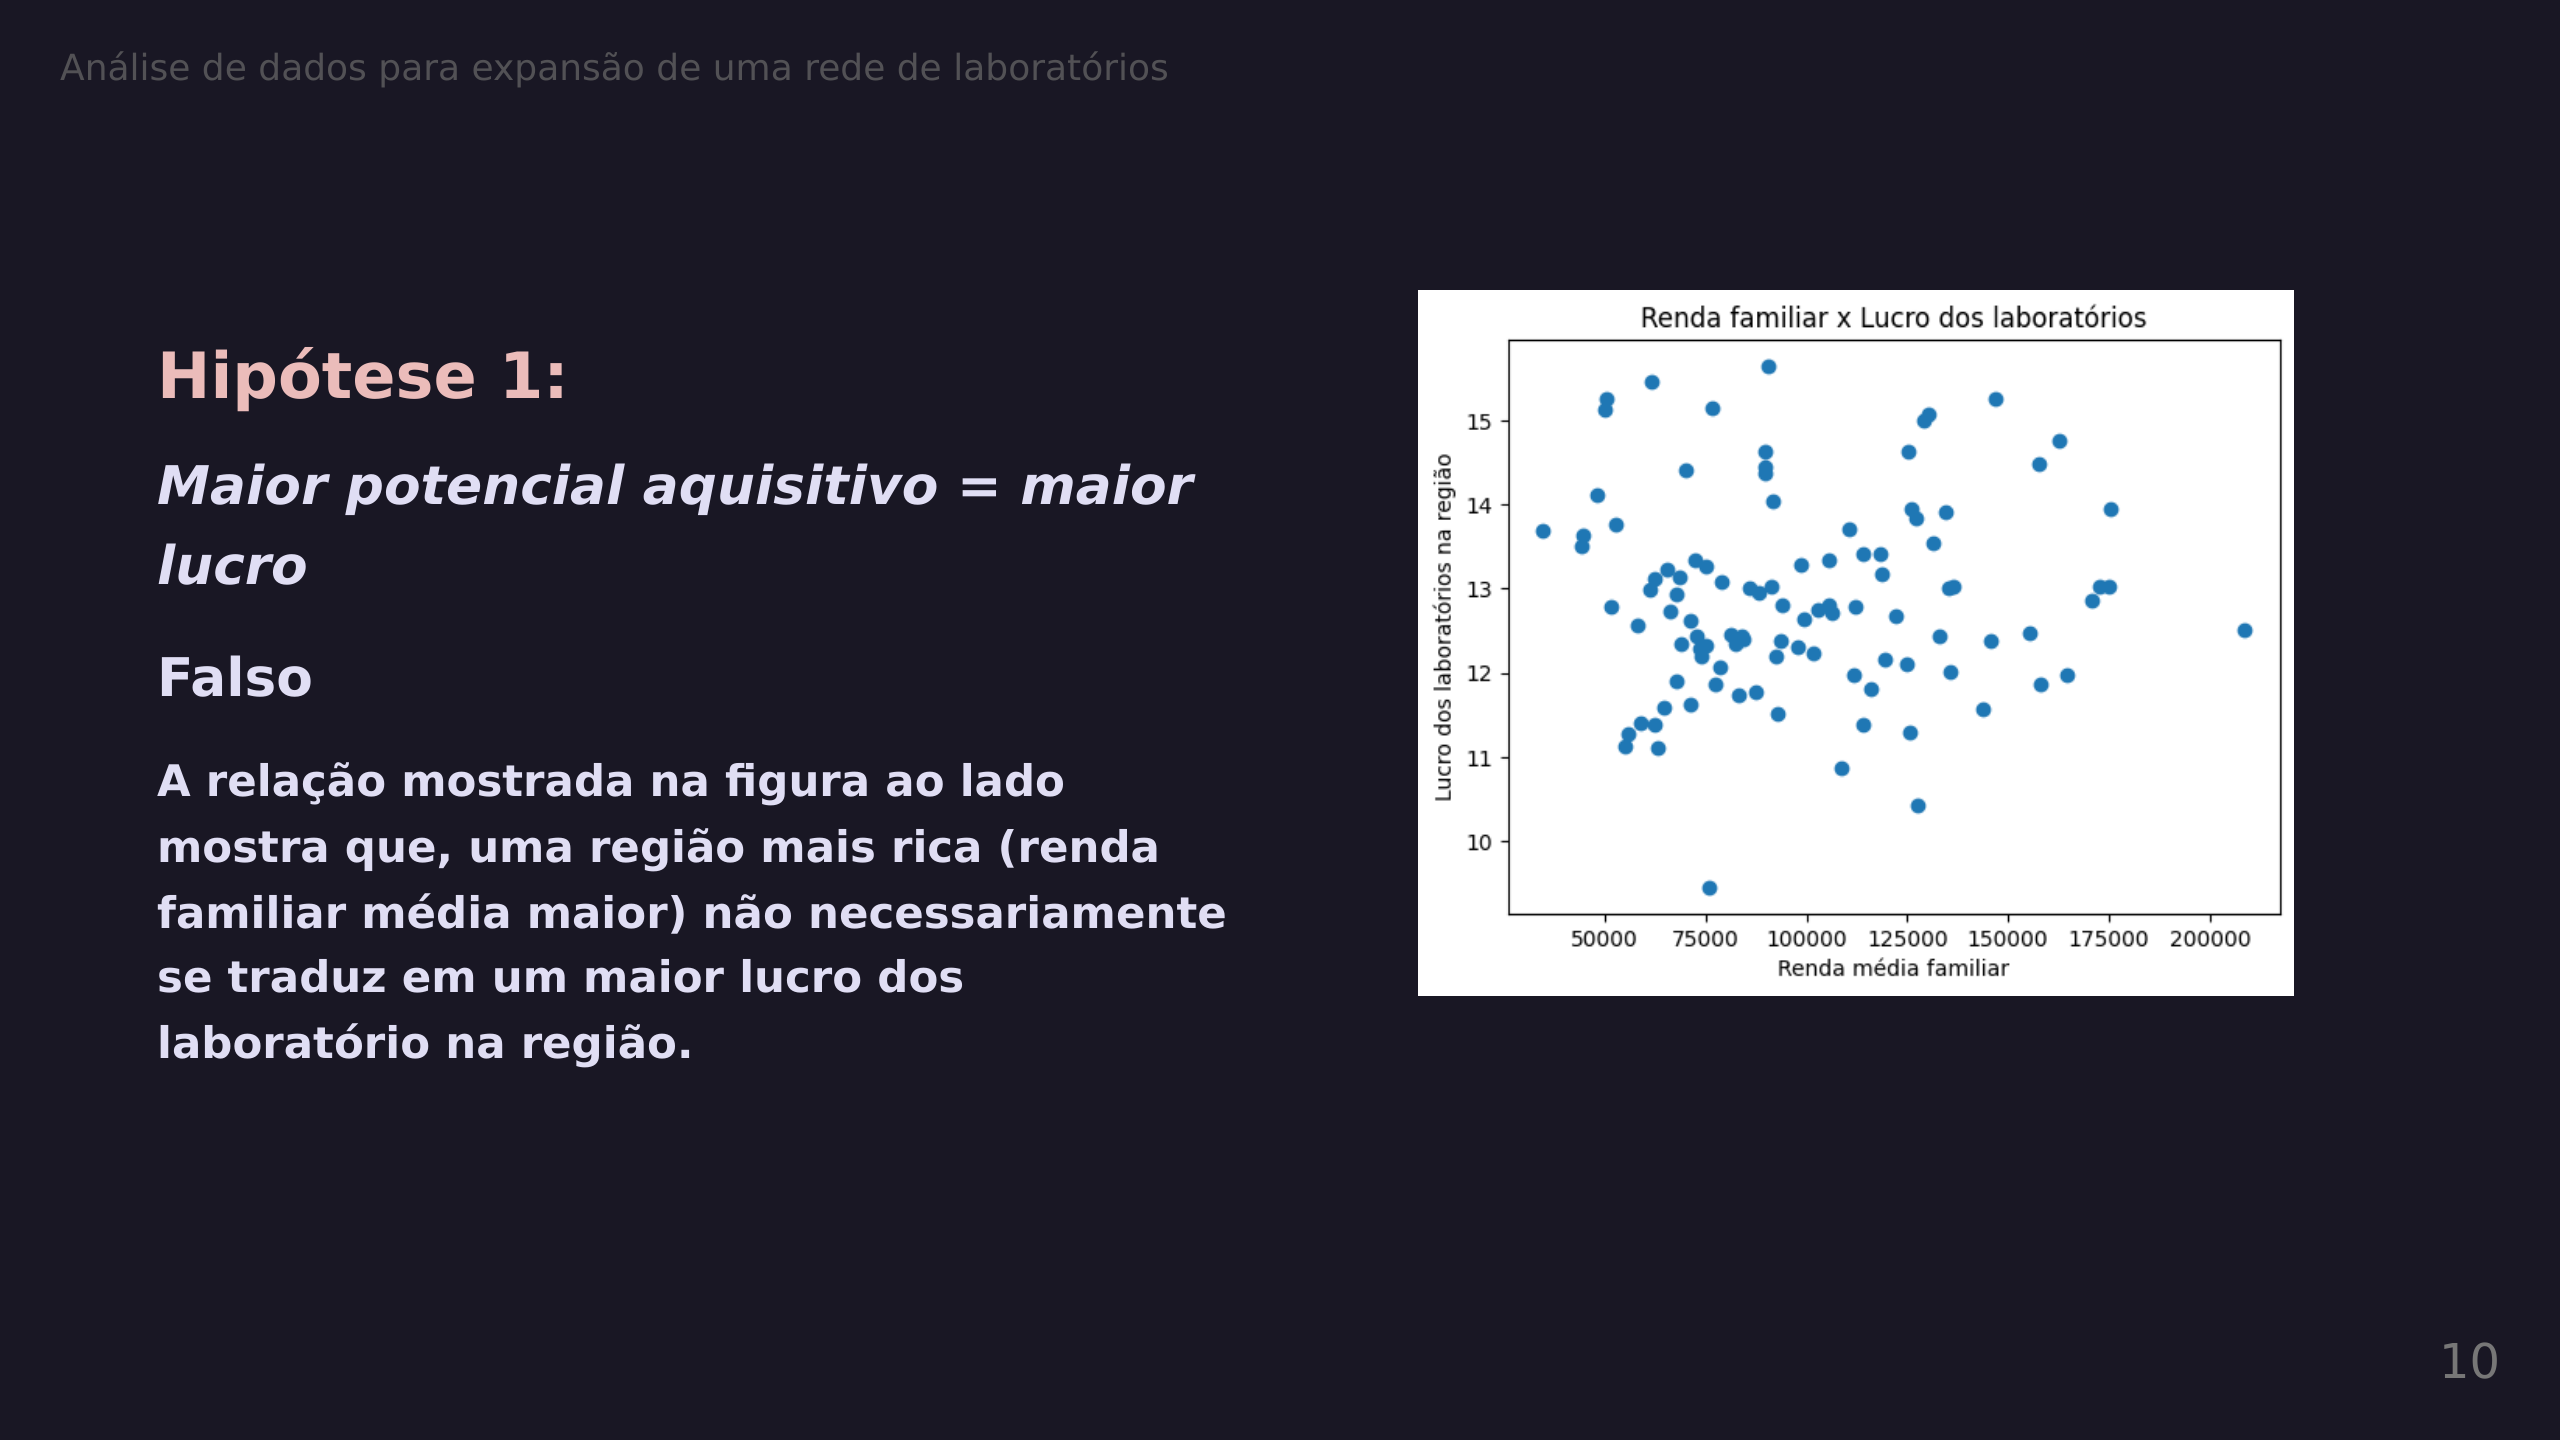 Análise de dados para expansão de uma rede de laboratórios
Hipótese 1:
Maior potencial aquisitivo = maior
lucro
Falso
A relação mostrada na figura ao lado
mostra que, uma região mais rica (renda
familiar média maior) não necessariamente
se traduz em um maior lucro dos
laboratório na região.
Renda familiar x Lucro dos laboratórios
Lucro dos laboratórios na região
15
14
13
12
11
10
50000 75000 100000 125000 150000 175000 200000
Renda média familiar
10